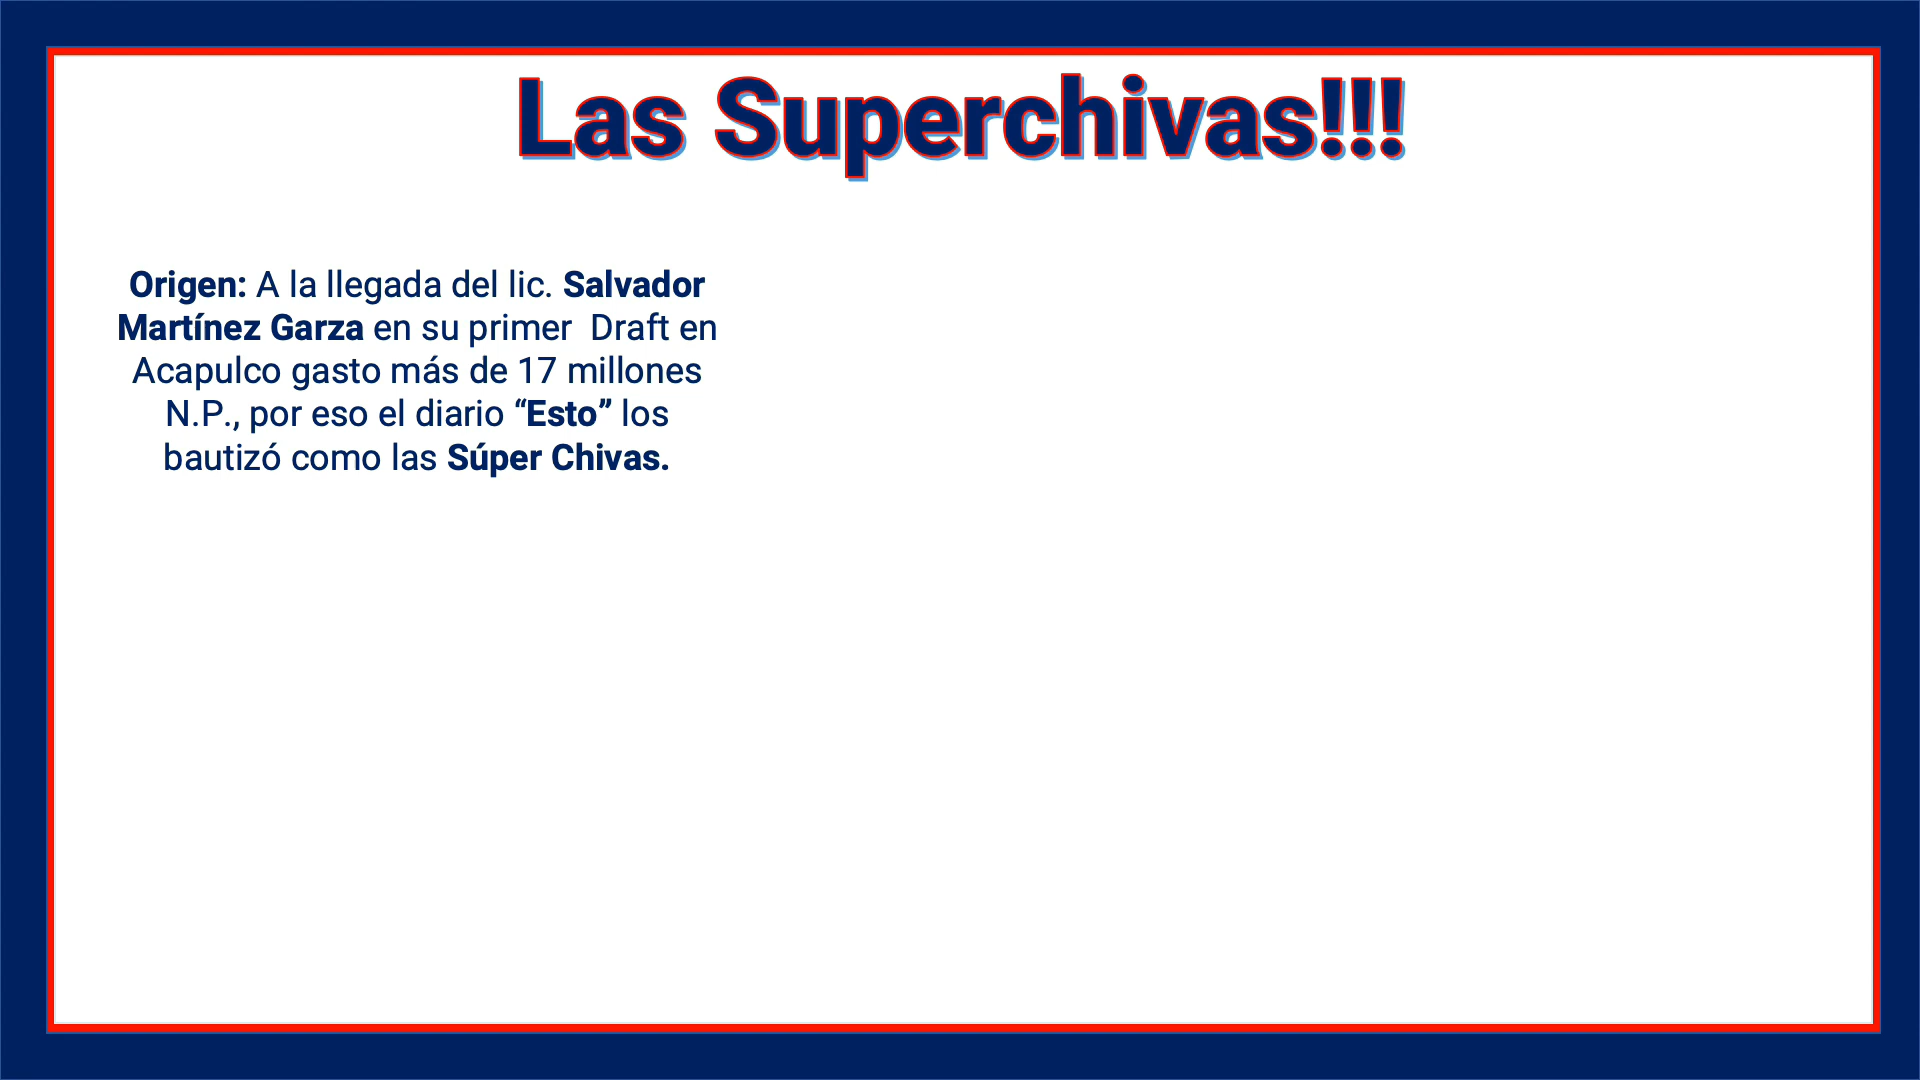 Las Superchivas!!!
Origen: A la llegada del lic. Salvador
Martínez Garza en su primer  Draft en
Acapulco gasto más de 17 millones
N.P., por eso el diario “Esto” los
bautizó como las Súper Chivas.